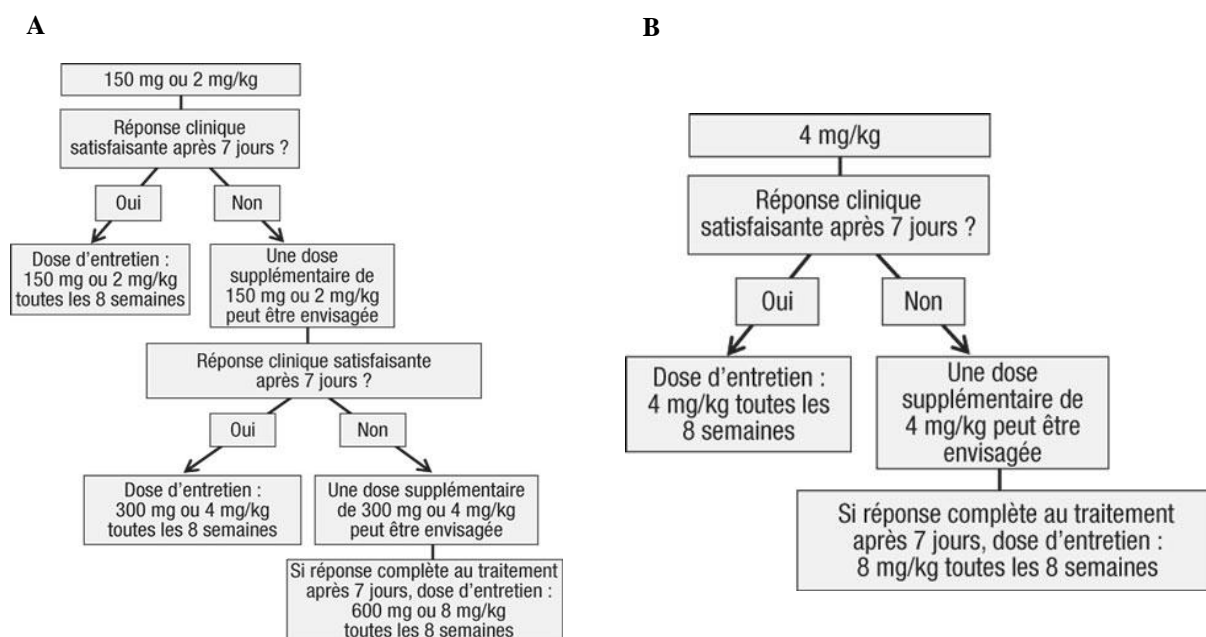 A
150 mg ou 2 mg/kg
Réponse clinique
satisfaisante après 7 jours ?
Oui
Non
Dose d'entretien :
150 mg ou 2 mg/kg
toutes les 8 semaines
Une dose
supplémentaire de
150 mg ou 2 mg/kg
peut être envisagée
Réponse clinique satisfaisante
après 7 jours ?
Oui
Non
Dose d'entretien :
300 mg ou 4 mg/kg
toutes les 8 semaines
Une dose supplémentaire
de 300 mg ou 4 mg/kg
peut être envisagée
Si réponse complète au traitement
après 7 jours, dose d'entretien :
600 mg ou 8 mg/kg
toutes les 8 semaines
B
4 mg/kg
Réponse clinique
satisfaisante après 7 jours ?
Oui
Non
Dose d'entretien :
4 mg/kg toutes les
8 semaines
Une dose
supplémentaire de
4 mg/kg peut être
envisagée
Si réponse complète au traitement
après 7 jours, dose d'entretien :
8 mg/kg toutes les 8 semaines